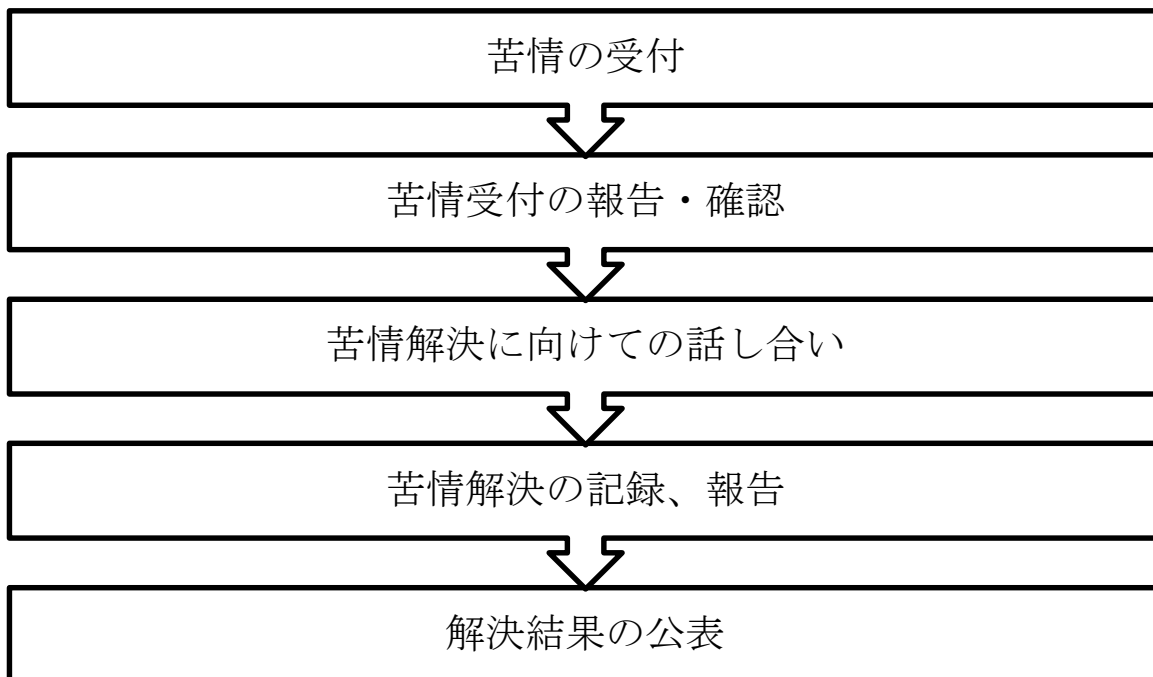 苦情の受付
苦情受付の報告・確認
苦情解決に向けての話し合い
苦情解決の記録、報告
解決結果の公表